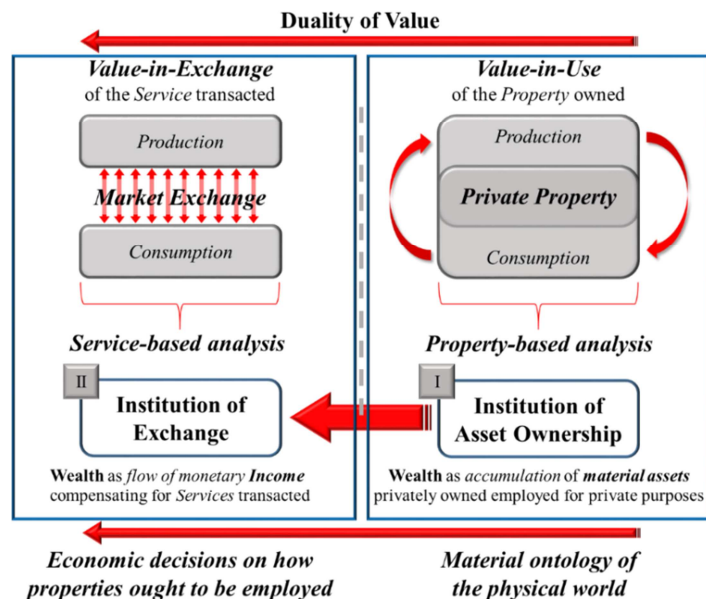 Duality of Value
Value-in-Exchange
of the Service transacted
Production
Market Exchange
Consumption
Service-based analysis
II
Institution of
Exchange
Wealth as flow of monetary Income
compensating for Services transacted
Value-in-Use
of the Property owned
Production
Private Property
Consumption
Property-based analysis
I
Institution of
Asset Ownership
Wealth as accumulation of material assets
privately owned employed for private purposes
Economic decisions on how
properties ought to be employed
Material ontology of
the physical world